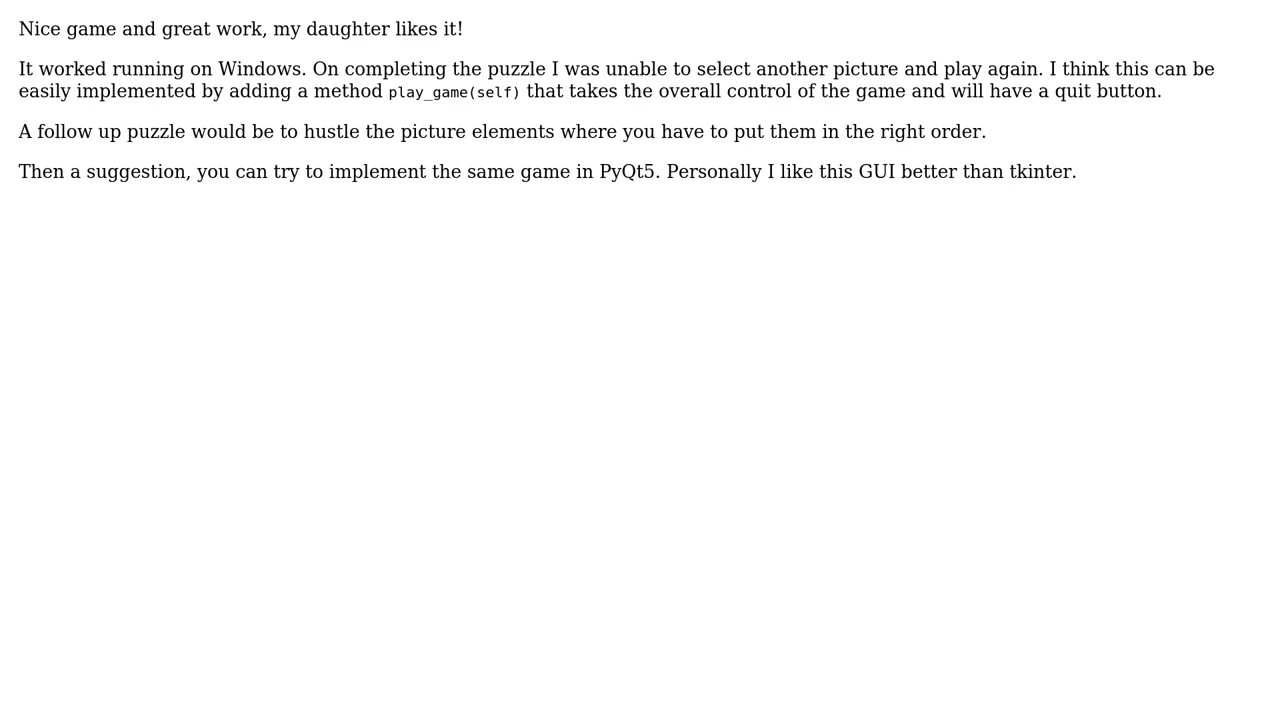 Nice game and great work, my daughter likes it!
It worked running on Windows. On completing the puzzle I was unable to select another picture and play again. I think this can be
easily implemented by adding a method play_game(self) that takes the overall control of the game and will have a quit button.
A follow up puzzle would be to hustle the picture elements where you have to put them in the right order.
Then a suggestion, you can try to implement the same game in PyQt5. Personally I like this GUI better than tkinter.